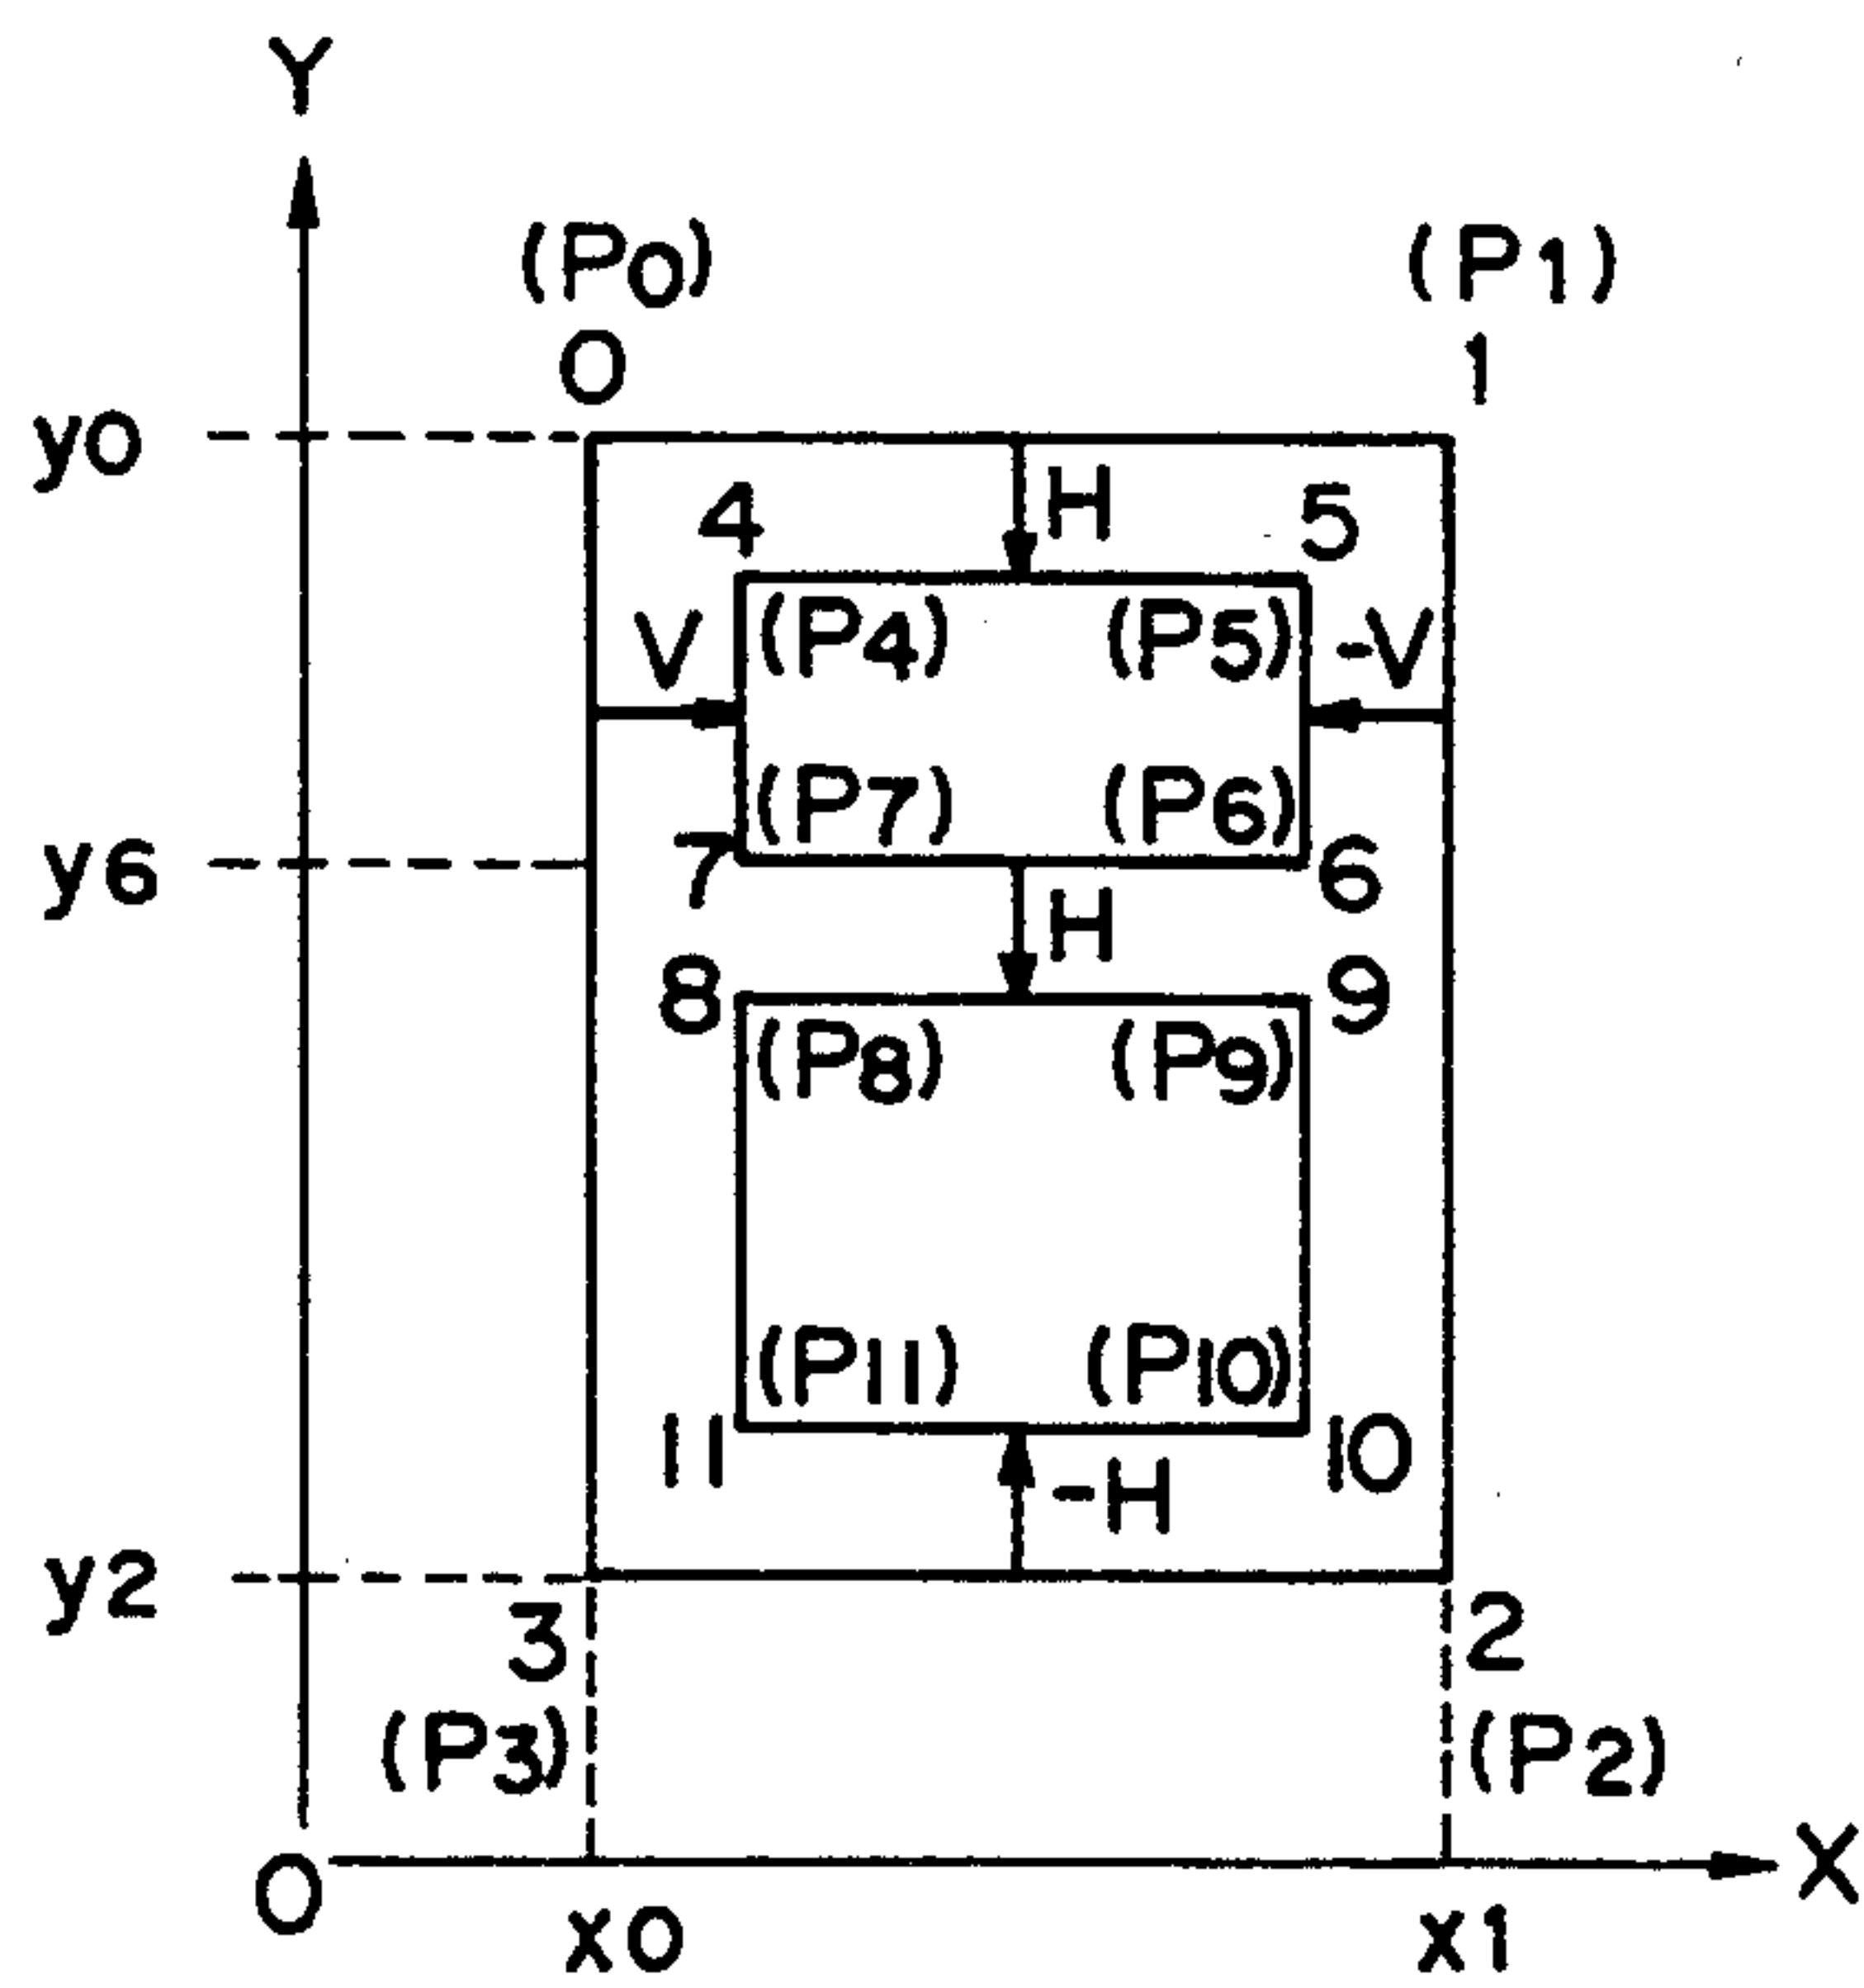 Y
(P0) (P1)
0 1
y0
4 H 5
V (P4) (P5) -V
(P7) (P6)
y6 7 6
H
8 9
(P8) (P9)
(P11) (P10)
11 -H 10
y2
3 2
(P3) (P2)
O X
x0 x1